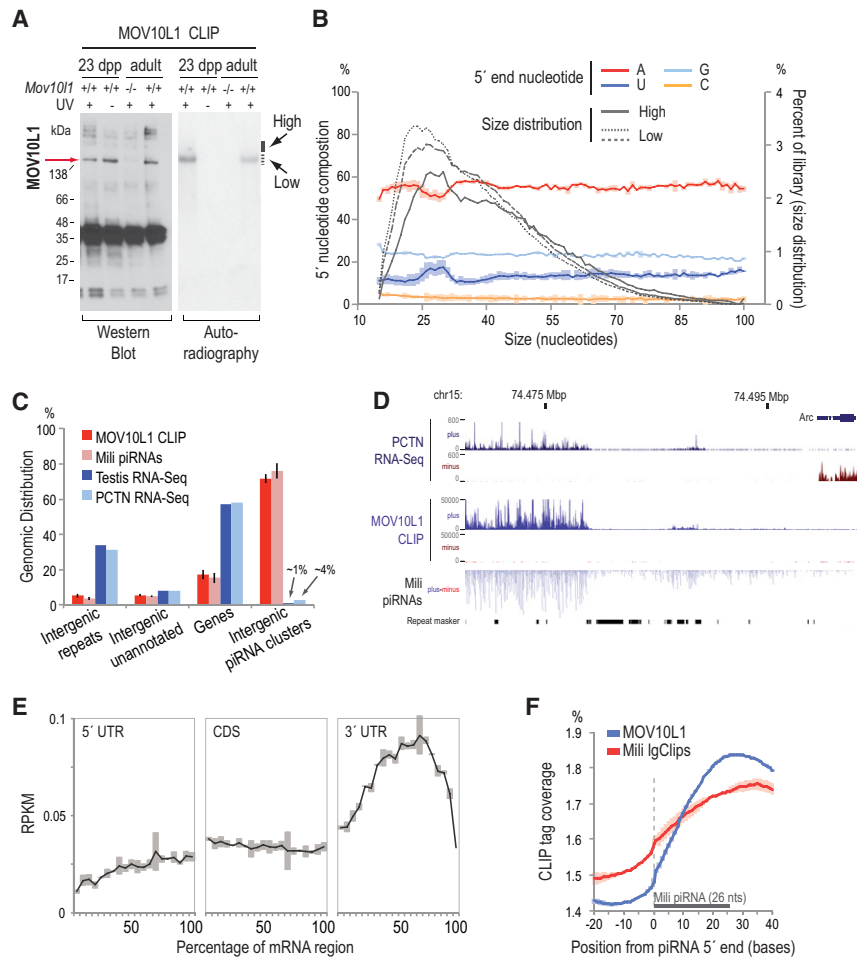 A
MOV10L1 CLIP
23 dpp adult 23 dpp adult
Mov10l1 +/+ +/+ -/- +/+ +/+ +/+ -/- +/+
UV + - + + + - + +
MOV10L1
kDa
138
66
48
35
25
17
High
Low
Western
Blot
Auto-
radiography
B
5´ end nucleotide
A
U
G
C
Size distribution
High
Low
%
100
80
60
40
20
0
5´ nucleotide compostion
%
4
3
2
1
0
Percent of library
(size distribution)
10 25 40 55 70 85 100
Size (nucleotides)
C
%
100
80
60
40
20
0
Genomic Distribution
MOV10L1 CLIP
Mili piRNAs
Testis RNA-Seq
PCTN RNA-Seq
~1%
~4%
Intergenic
repeats
Intergenic
unannotated
Genes
Intergenic
piRNA clusters
D
chr15:
74.475 Mbp
74.495 Mbp
Arc
PCTN
RNA-Seq
600
plus
0
600
minus
0
MOV10L1
CLIP
50000
plus
0
50000
minus
0
Mili
piRNAs
plus-minus
Repeat masker
E
0.1
0.05
0
RPKM
5´ UTR
CDS
3´ UTR
50 100 50 100 50 100
Percentage of mRNA region
F
%
MOV10L1
Mili IgClips
1.9
1.8
1.7
1.6
1.5
1.4
CLIP tag coverage
Mili piRNA (26 nts)
-20 -10 0 10 20 30 40
Position from piRNA 5´ end (bases)